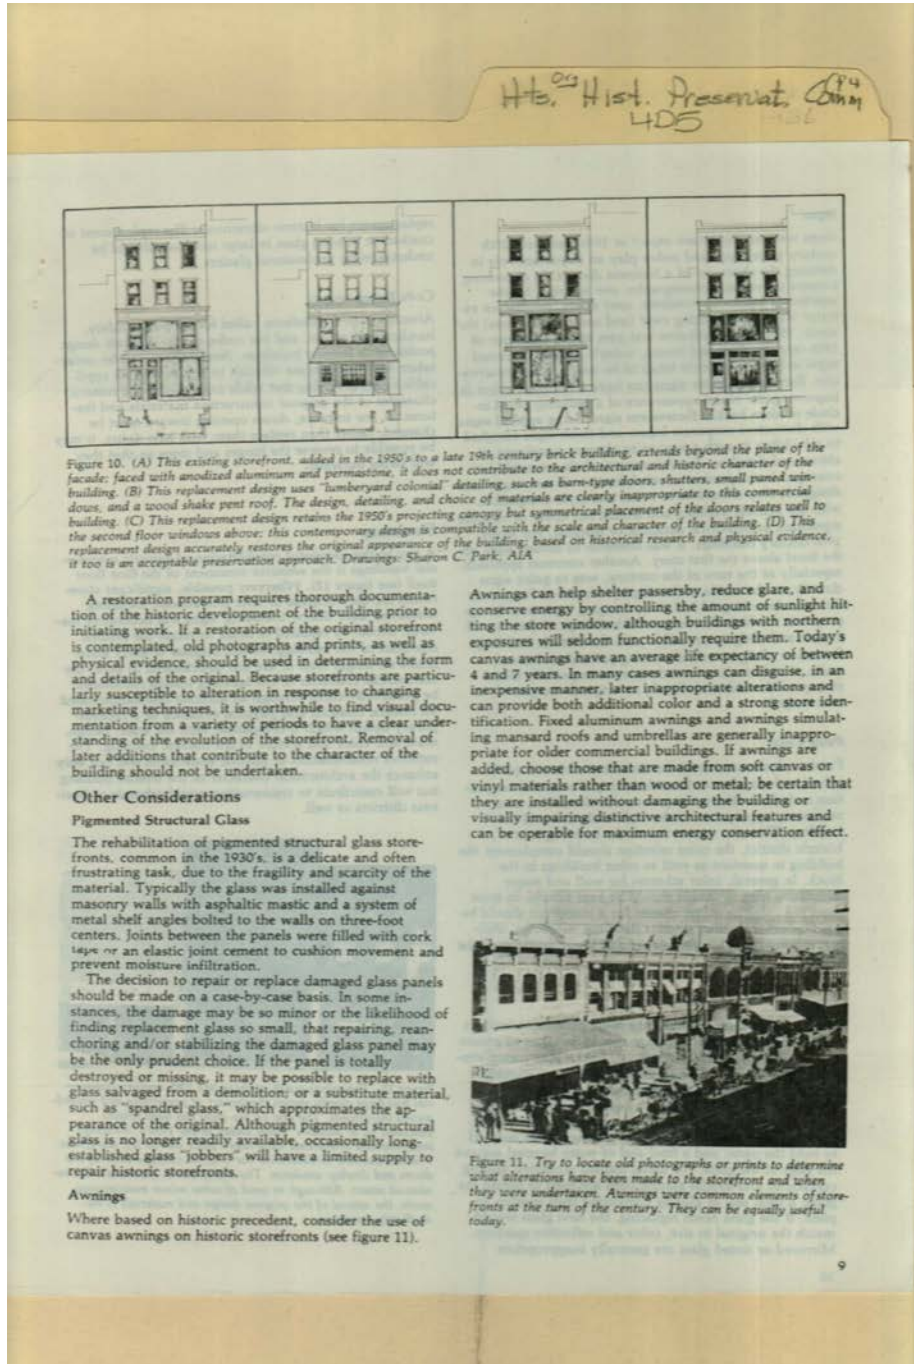 Hts. org Hist. Preservat. Comm
4D5
Figure 10. (A) This existing storefront, added in the 1950's to a late 19th century brick building, extends beyond the plane of the
facade; faced with anodized aluminum and permastone, it does not contribute to the architectural and historic character of the
building. (B) This replacement design uses "lumberyard colonial" detailing, such as barn-type doors, shutters, small paned win-
dows, and a wood shake pent roof. The design, detailing, and choice of materials are clearly inappropriate to this commercial
building. (C) This replacement design retains the 1950's projecting canopy but symmetrical placement of the doors relates well to
the second floor windows above; this contemporary design is compatible with the scale and character of the building. (D) This
replacement design accurately restores the original appearance of the building; based on historical research and physical evidence,
it too is an acceptable preservation approach. Drawings: Sharon C. Park, AIA
A restoration program requires thorough documenta-
tion of the historic development of the building prior to
initiating work. If a restoration of the original storefront
is contemplated, old photographs and prints, as well as
physical evidence, should be used in determining the form
and details of the original. Because storefronts are particu-
larly susceptible to alteration in response to changing
marketing techniques, it is worthwhile to find visual docu-
mentation from a variety of periods to have a clear under-
standing of the evolution of the storefront. Removal of
later additions that contribute to the character of the
building should not be undertaken.
Other Considerations
Pigmented Structural Glass
The rehabilitation of pigmented structural glass store-
fronts, common in the 1930's, is a delicate and often
frustrating task, due to the fragility and scarcity of the
material. Typically the glass was installed against
masonry walls with asphaltic mastic and a system of
metal shelf angles bolted to the walls on three-foot
centers. Joints between the panels were filled with cork
tape or an elastic joint cement to cushion movement and
prevent moisture infiltration.
The decision to repair or replace damaged glass panels
should be made on a case-by-case basis. In some in-
stances, the damage may be so minor or the likelihood of
finding replacement glass so small, that repairing, rean-
choring and/or stabilizing the damaged glass panel may
be the only prudent choice. If the panel is totally
destroyed or missing, it may be possible to replace with
glass salvaged from a demolition; or a substitute material,
such as "spandrel glass," which approximates the ap-
pearance of the original. Although pigmented structural
glass is no longer readily available, occasionally long-
established glass "jobbers" will have a limited supply to
repair historic storefronts.
Awnings
Where based on historic precedent, consider the use of
canvas awnings on historic storefronts (see figure 11).
Awnings can help shelter passersby, reduce glare, and
conserve energy by controlling the amount of sunlight hit-
ting the store window, although buildings with northern
exposures will seldom functionally require them. Today's
canvas awnings have an average life expectancy of between
4 and 7 years. In many cases awnings can disguise, in an
inexpensive manner, later inappropriate alterations and
can provide both additional color and a strong store iden-
tification. Fixed aluminum awnings and awnings simulat-
ing mansard roofs and umbrellas are generally inappro-
priate for older commercial buildings. If awnings are
added, choose those that are made from soft canvas or
vinyl materials rather than wood or metal; be certain that
they are installed without damaging the building or
visually impairing distinctive architectural features and
can be operable for maximum energy conservation effect.
Figure 11. Try to locate old photographs or prints to determine
what alterations have been made to the storefront and when
they were undertaken. Awnings were common elements of store-
fronts at the turn of the century. They can be equally useful
today.
9